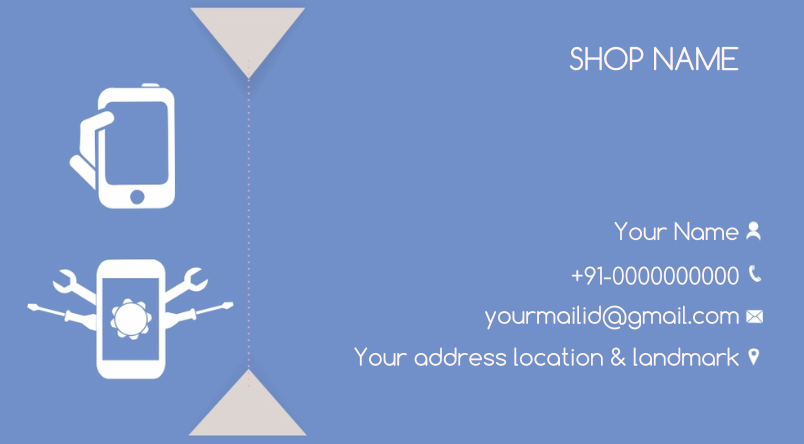 SHOP NAME
Your Name
+91-0000000000
yourmailid@gmail.com
Your address location & landmark